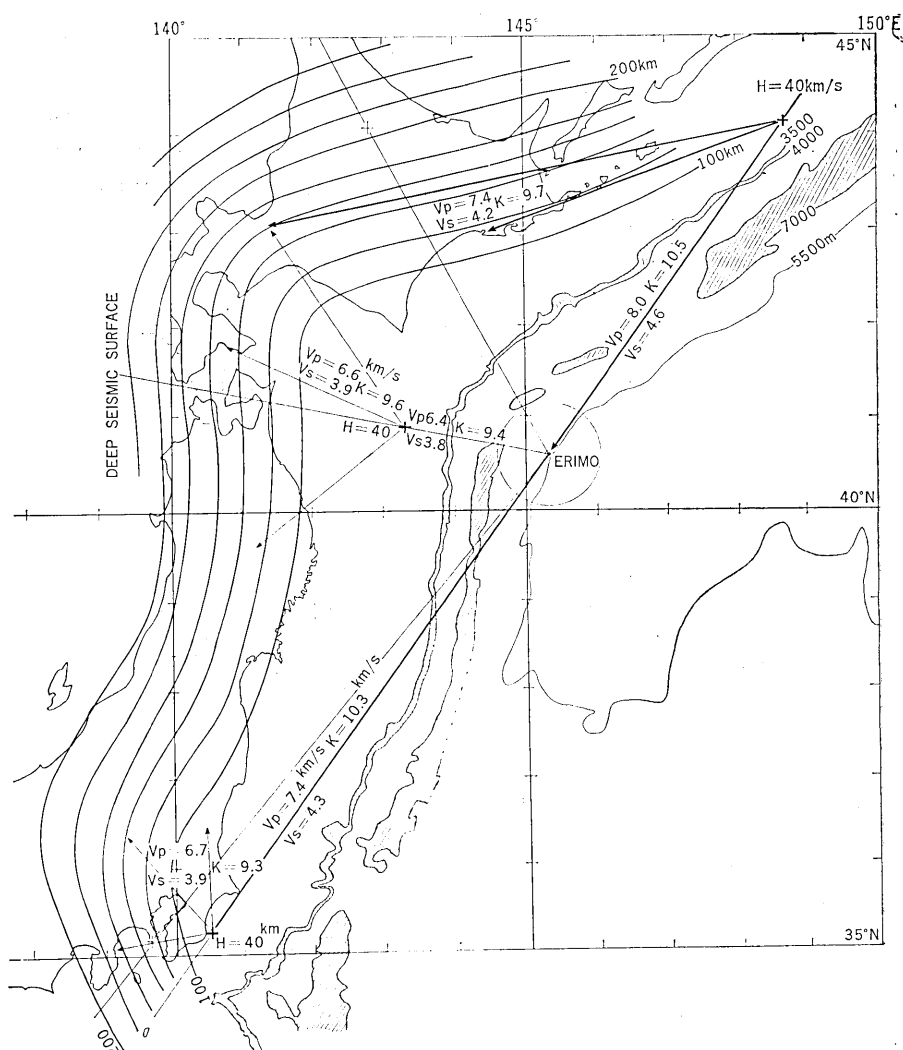 140° 145° 150°E
45°N
200km
H=40km/s
3500
4000
100km
Vp=7.4 K=9.7
Vs=4.2
7000
5500m
Vp=8.0 K=10.5
Vs=4.6
DEEP SEISMIC SURFACE
Vp=6.6 km/s
Vs=3.9 K=9.6
Vp6.4 K=9.4
H=40 Vs3.8
ERIMO
40°N
Vp=7.4 km/s K=10.3 km/s
Vs=4.3
Vp=6.7
K=9.3
Vs=3.9
H=40 km
35°N
100
0